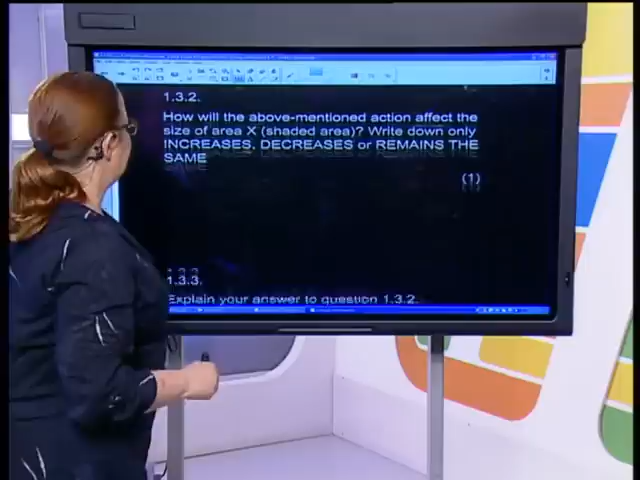 1.3.2.
How will the above-mentioned action affect the
size of area X (shaded area)? Write down only
INCREASES, DECREASES or REMAINS THE
SAME
(1)
1.3.3.
Explain your answer to question 1.3.2.